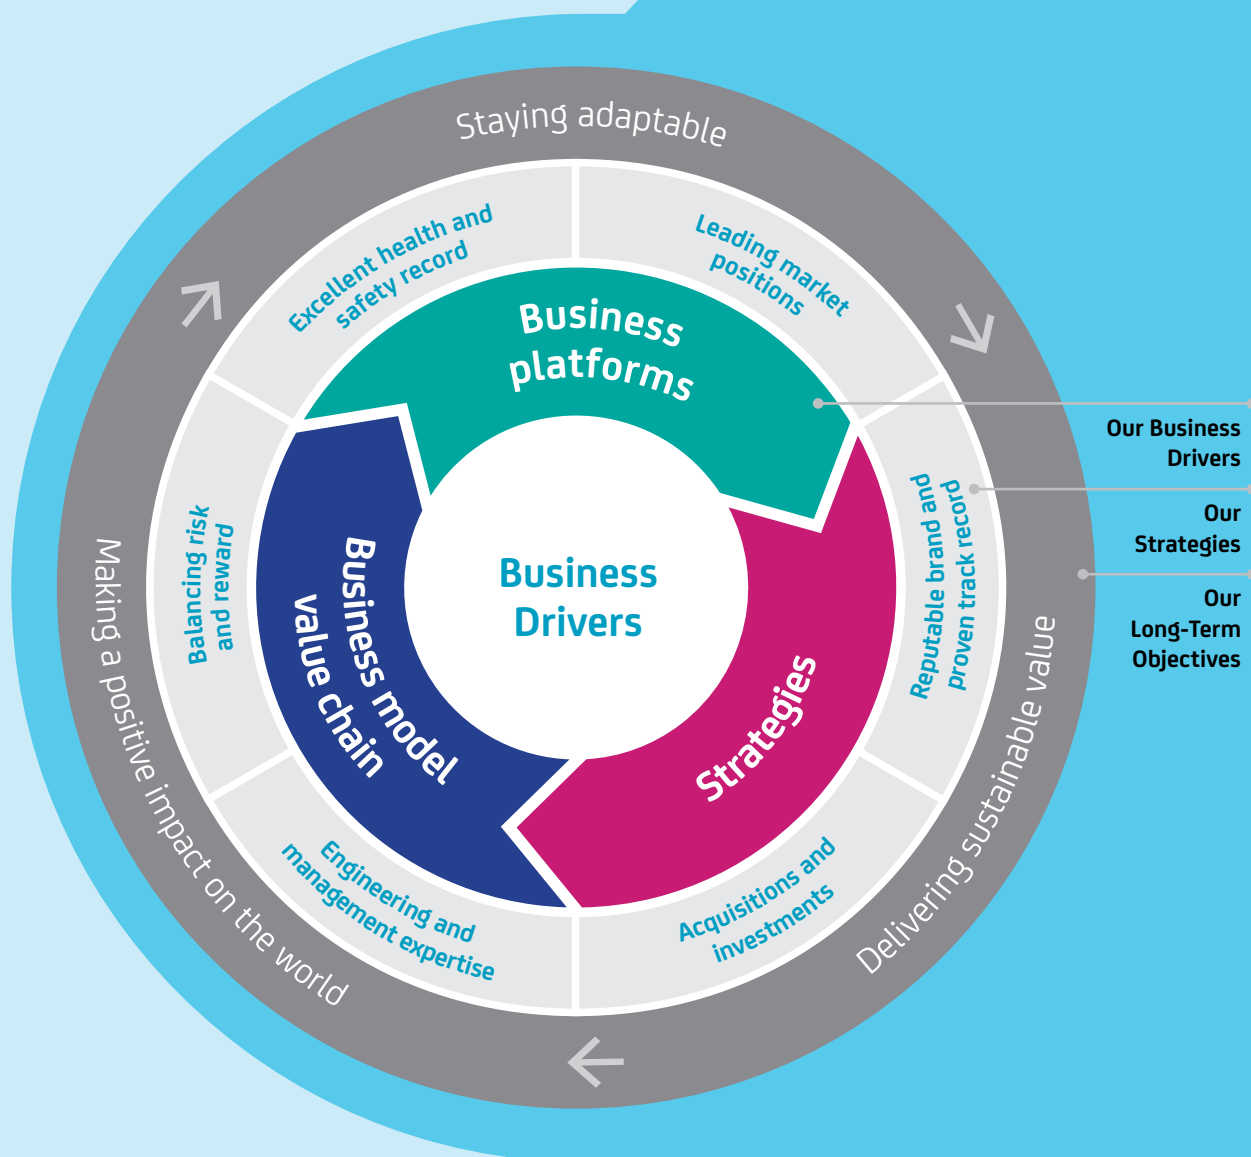 Staying adaptable
Excellent health and
safety record
Leading market
positions
Business
platforms
Our Business
Drivers
Reputable brand and
proven track record
Our
Strategies
Balancing risk
and reward
Business model
value chain
Business
Drivers
Strategies
Our
Long-Term
Objectives
Making a positive impact on the world
Delivering sustainable value
Engineering and
management expertise
Acquisitions and
investments